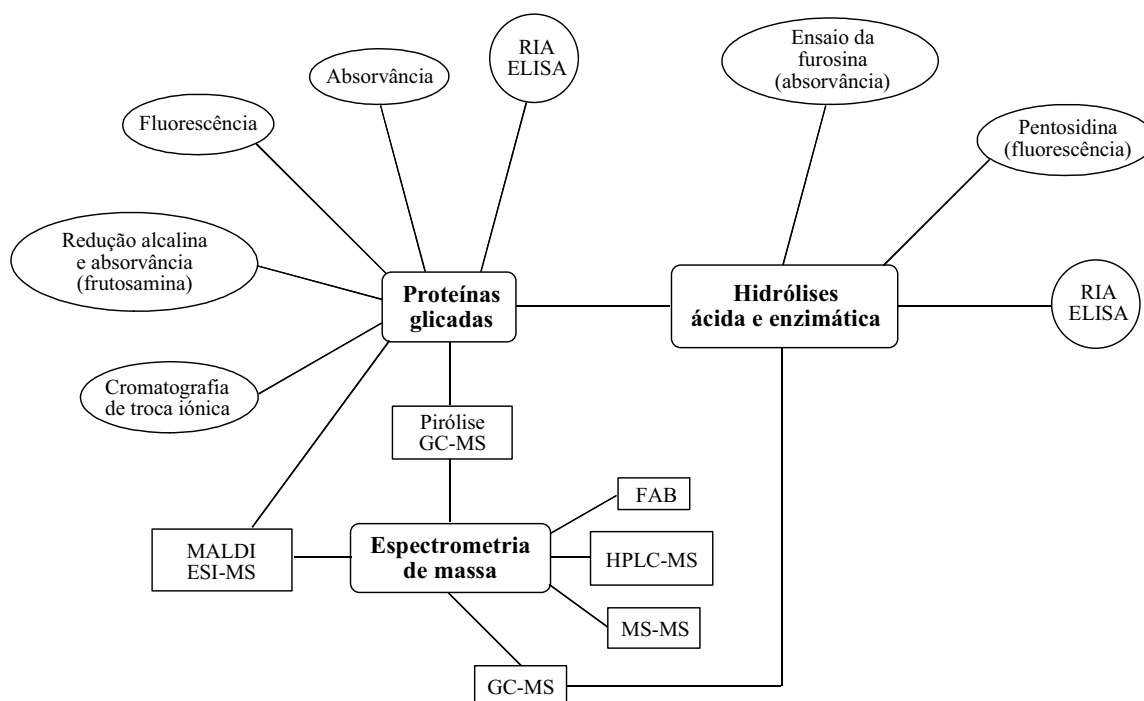 RIA
ELISA
Ensaio da
furosina
(absorvância)
Absorvância
Fluorescência
Pentosidina
(fluorescência)
Redução alcalina
e absorvância
(frutosamina)
Proteínas
glicadas
Hidrólises
ácida e enzimática
RIA
ELISA
Cromatografia
de troca iónica
Pirólise
GC-MS
FAB
MALDI
ESI-MS
Espectrometria
de massa
HPLC-MS
MS-MS
GC-MS